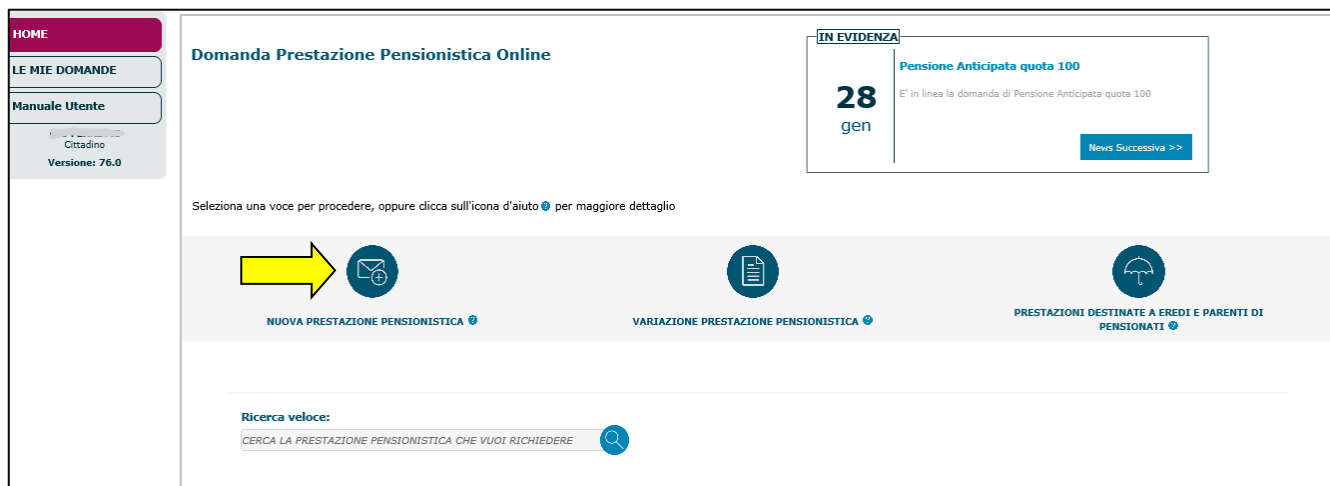 HOME
LE MIE DOMANDE
Manuale Utente
Cittadino
Versione: 76.0
Domanda Prestazione Pensionistica Online
IN EVIDENZA
28
gen
Pensione Anticipata quota 100
E' in linea la domanda di Pensione Anticipata quota 100
News Successiva >>
Seleziona una voce per procedere, oppure clicca sull'icona d'aiuto ? per maggiore dettaglio
NUOVA PRESTAZIONE PENSIONISTICA ?
VARIAZIONE PRESTAZIONE PENSIONISTICA ?
PRESTAZIONI DESTINATE A EREDI E PARENTI DI
PENSIONATI ?
Ricerca veloce:
CERCA LA PRESTAZIONE PENSIONISTICA CHE VUOI RICHIEDERE